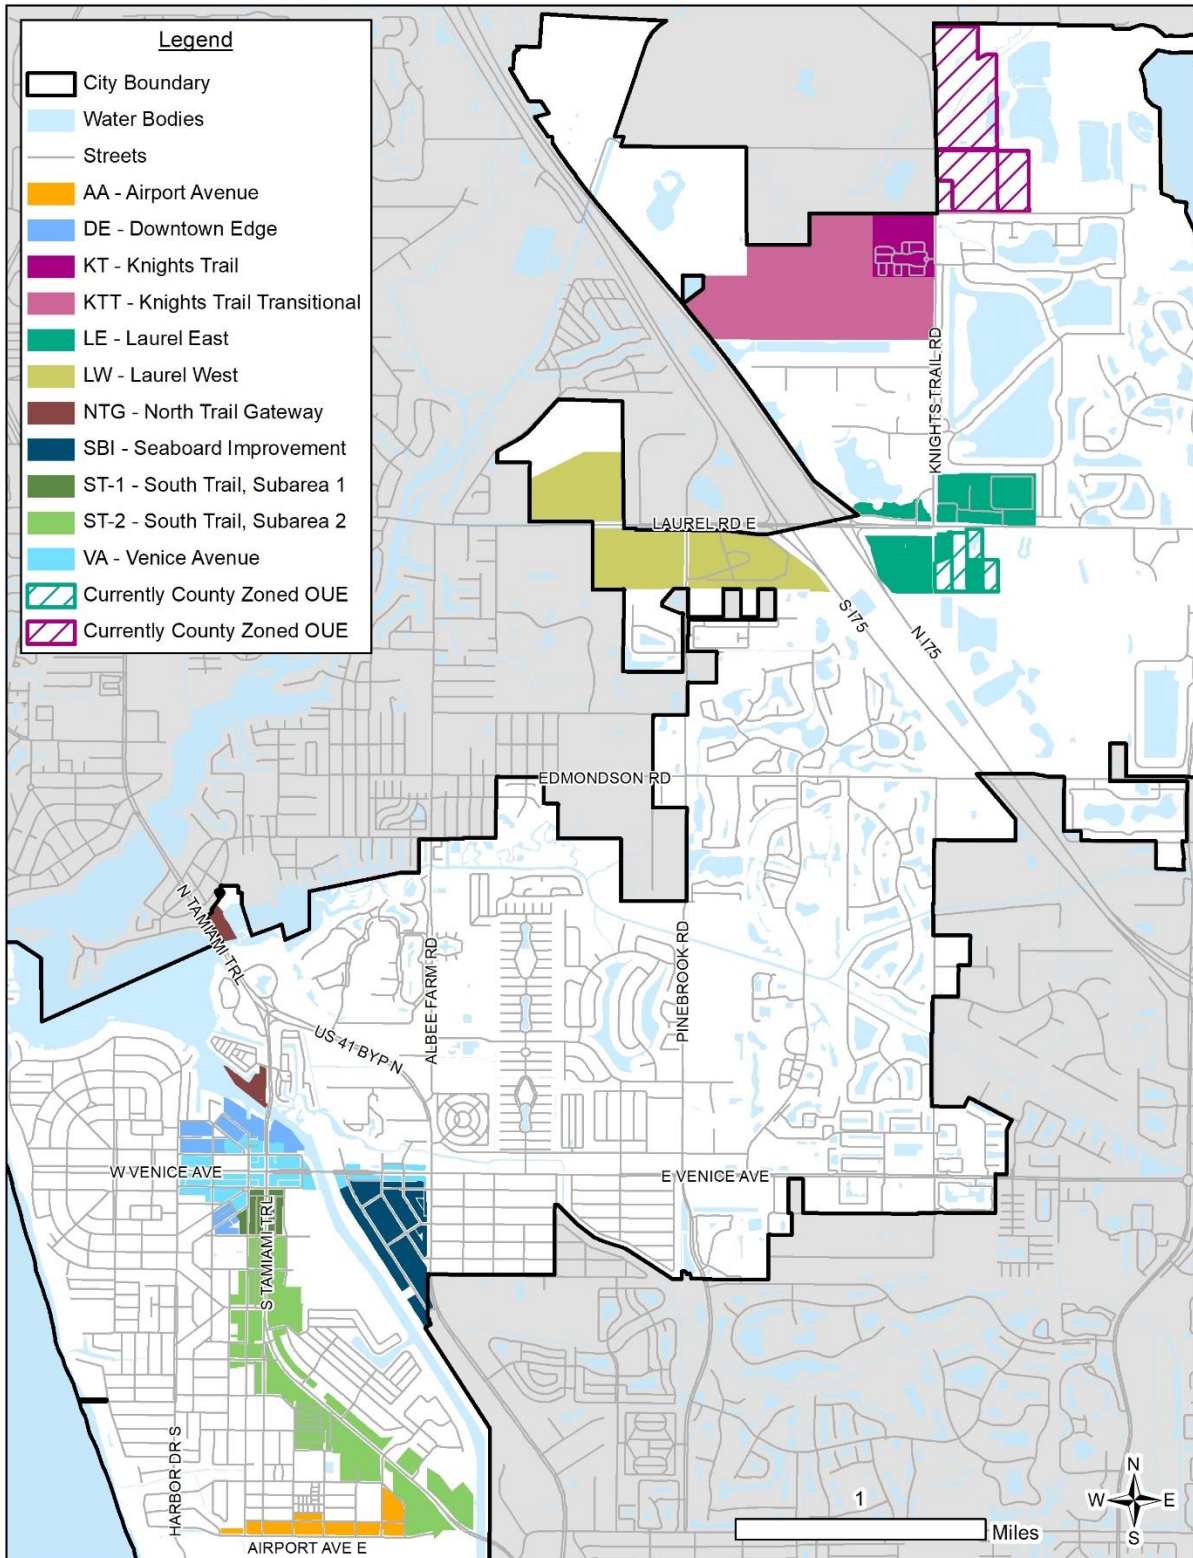 Legend
City Boundary
Water Bodies
Streets
AA - Airport Avenue
DE - Downtown Edge
KT - Knights Trail
KTT - Knights Trail Transitional
LE - Laurel East
LW - Laurel West
NTG - North Trail Gateway
SBI - Seaboard Improvement
ST-1 - South Trail, Subarea 1
ST-2 - South Trail, Subarea 2
VA - Venice Avenue
Currently County Zoned OUE
Currently County Zoned OUE
KNIGHTS TRAIL RD
LAUREL RD E
S I75
N I75
EDMONDSON RD
N TAMIAMI TRL
ALBEE FARM RD
PINEBROOK RD
US 41 BYP N
W VENICE AVE
E VENICE AVE
S TAMIAMI TRL
HARBOR DR S
AIRPORT AVE E
1
Miles
N
W
E
S